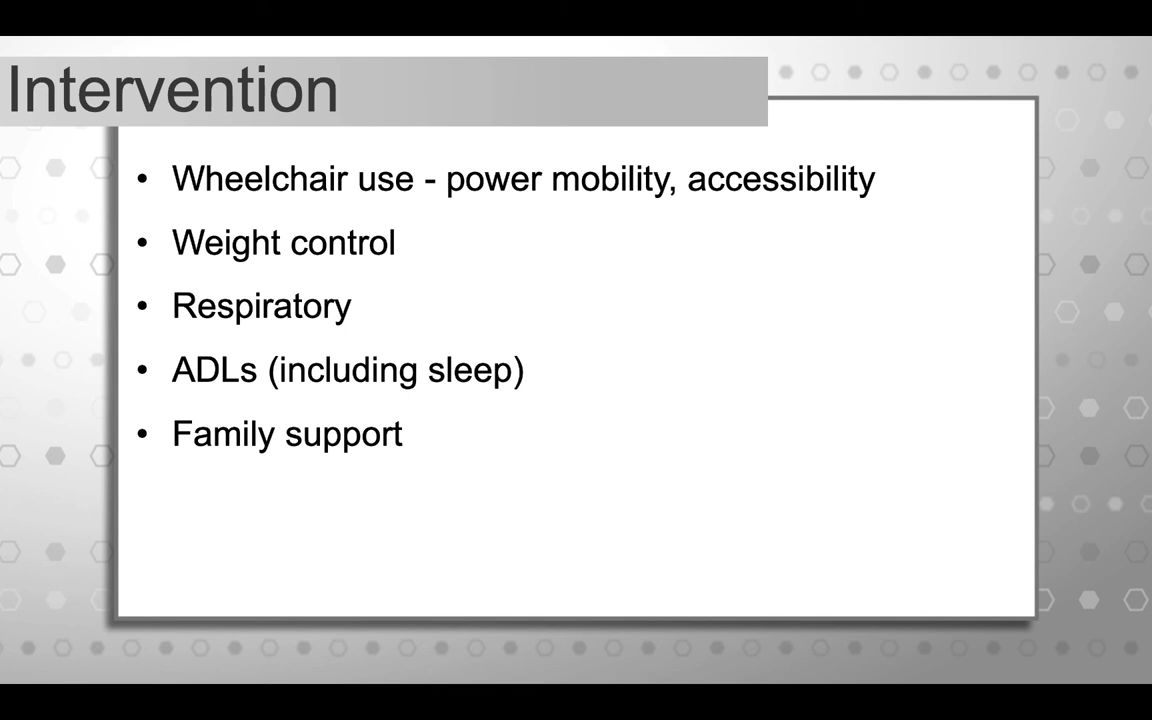 Intervention
• Wheelchair use - power mobility, accessibility
• Weight control
• Respiratory
• ADLs (including sleep)
• Family support